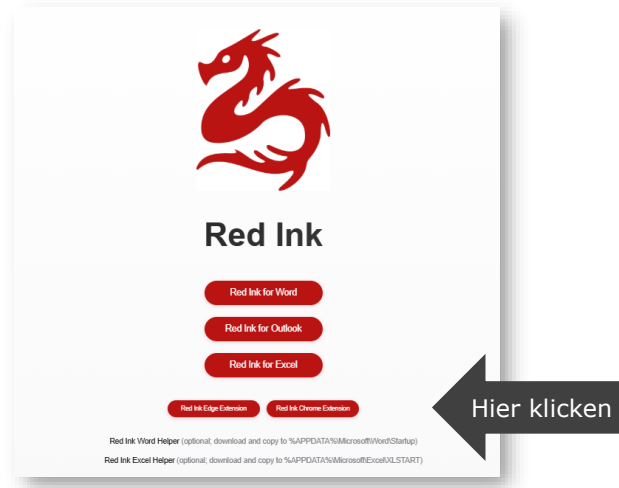 Red Ink
Red Ink for Word
Red Ink for Outlook
Red Ink for Excel
Red Ink Edge Extension Red Ink Chrome Extension
Hier klicken
Red Ink Word Helper (optional; download and copy to %APPDATA%\Microsoft\Word\Startup)
Red Ink Excel Helper (optional; download and copy to %APPDATA%\Microsoft\Excel\XLSTART)